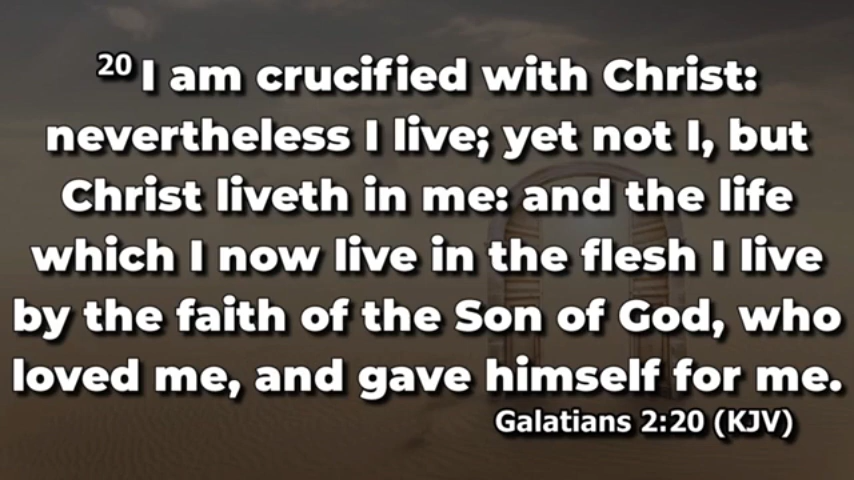 20 I am crucified with Christ:
nevertheless I live; yet not I, but
Christ liveth in me: and the life
which I now live in the flesh I live
by the faith of the Son of God, who
loved me, and gave himself for me.
Galatians 2:20 (KJV)